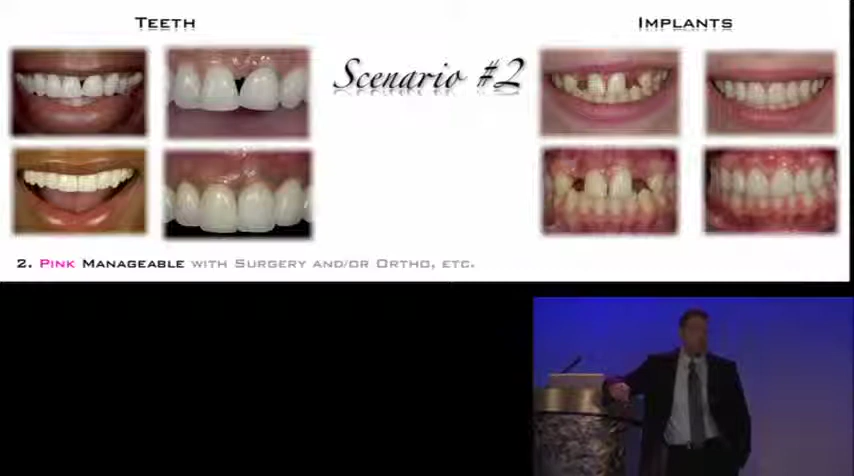 TEETH
IMPLANTS
Scenario #2
2. PINK MANAGEABLE WITH SURGERY AND/OR ORTHO, ETC.